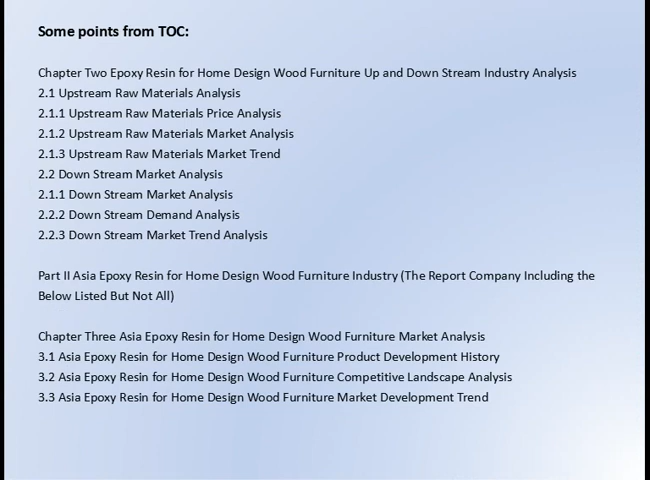 Some points from TOC:
Chapter Two Epoxy Resin for Home Design Wood Furniture Up and Down Stream Industry Analysis
2.1 Upstream Raw Materials Analysis
2.1.1 Upstream Raw Materials Price Analysis
2.1.2 Upstream Raw Materials Market Analysis
2.1.3 Upstream Raw Materials Market Trend
2.2 Down Stream Market Analysis
2.1.1 Down Stream Market Analysis
2.2.2 Down Stream Demand Analysis
2.2.3 Down Stream Market Trend Analysis
Part II Asia Epoxy Resin for Home Design Wood Furniture Industry (The Report Company Including the
Below Listed But Not All)
Chapter Three Asia Epoxy Resin for Home Design Wood Furniture Market Analysis
3.1 Asia Epoxy Resin for Home Design Wood Furniture Product Development History
3.2 Asia Epoxy Resin for Home Design Wood Furniture Competitive Landscape Analysis
3.3 Asia Epoxy Resin for Home Design Wood Furniture Market Development Trend